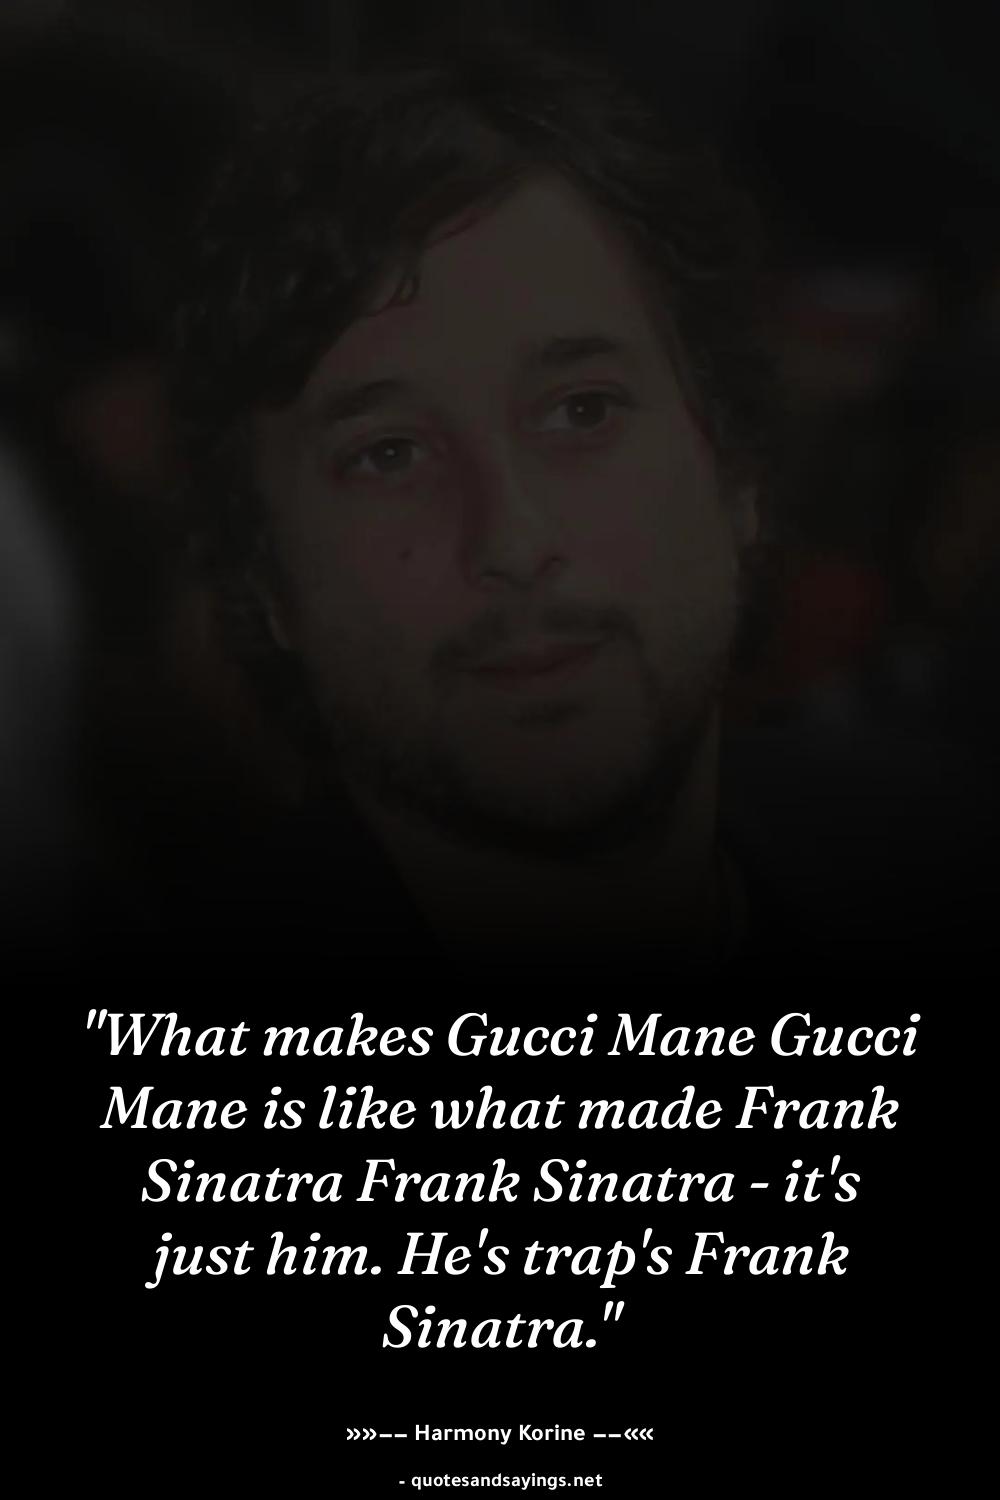 "What makes Gucci Mane Gucci
Mane is like what made Frank
Sinatra Frank Sinatra - it's
just him. He's trap's Frank
Sinatra."
»»–– Harmony Korine ––««
- quotesandsayings.net